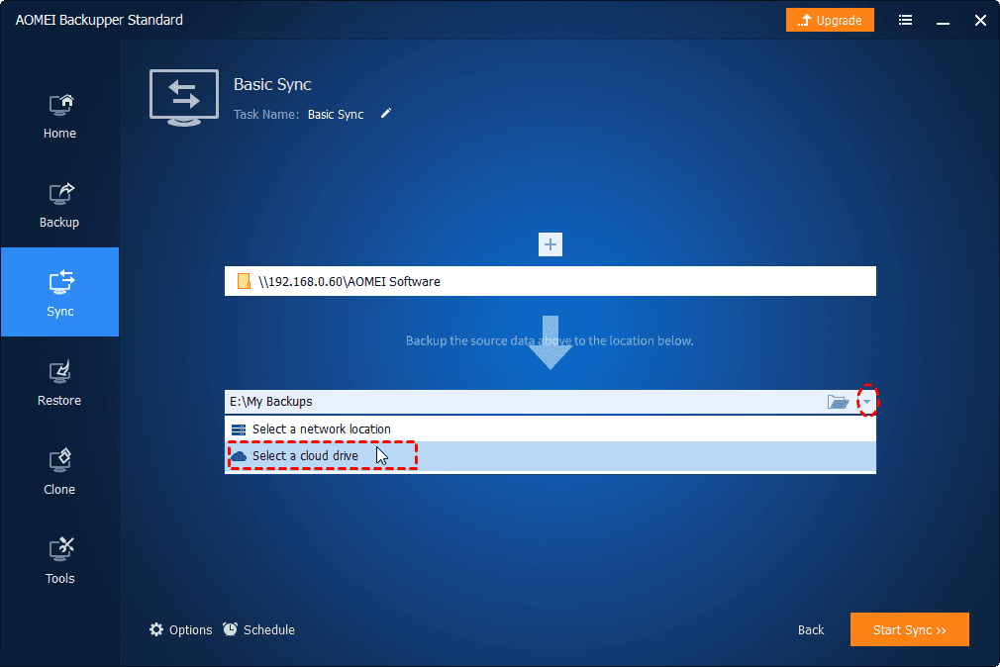 AOMEI Backupper Standard
Upgrade
Home
Backup
Sync
Restore
Clone
Tools
Basic Sync
Task Name: Basic Sync
\\192.168.0.60\AOMEI Software
Backup the source data above to the location below.
E:\My Backups
Select a network location
Select a cloud drive
Options
Schedule
Back
Start Sync >>